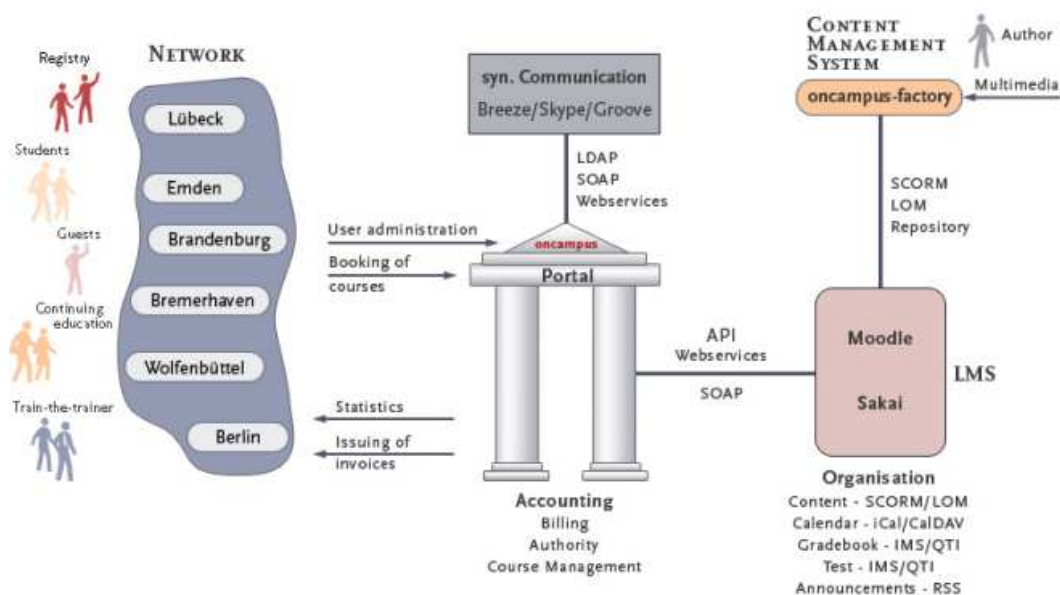 Registry
Students
Guests
Continuing
education
Train-the-trainer
NETWORK
Lübeck
Emden
Brandenburg
Bremerhaven
Wolfenbüttel
Berlin
User administration
Booking of
courses
Statistics
Issuing of
invoices
syn. Communication
Breeze/Skype/Groove
LDAP
SOAP
Webservices
oncampus
Portal
Accounting
Billing
Authority
Course Management
API
Webservices
SOAP
CONTENT
MANAGEMENT
SYSTEM
Author
Multimedia
oncampus-factory
SCORM
LOM
Repository
Moodle
Sakai
LMS
Organisation
Content - SCORM/LOM
Calendar - iCal/CalDAV
Gradebook - IMS/QTI
Test - IMS/QTI
Announcements - RSS